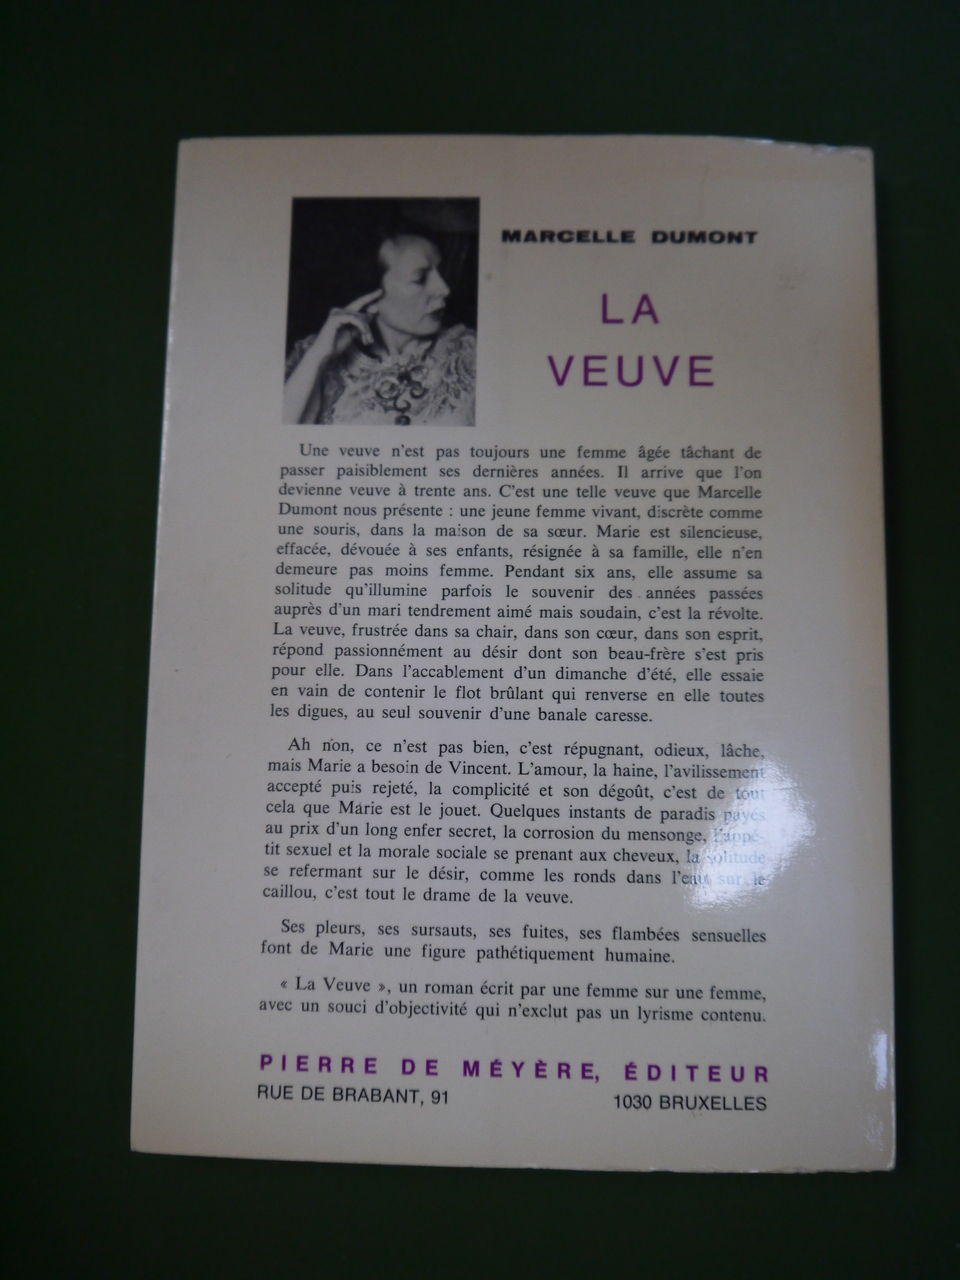 MARCELLE DUMONT
LA
VEUVE
Une veuve n'est pas toujours une femme âgée tâchant de
passer paisiblement ses dernières années. Il arrive que l'on
devienne veuve à trente ans. C'est une telle veuve que Marcelle
Dumont nous présente : une jeune femme vivant, discrète comme
une souris, dans la maison de sa sœur. Marie est silencieuse,
effacée, dévouée à ses enfants, résignée à sa famille, elle n'en
demeure pas moins femme. Pendant six ans, elle assume sa
solitude qu'illumine parfois le souvenir des années passées
auprès d'un mari tendrement aimé mais soudain, c'est la révolte.
La veuve, frustrée dans sa chair, dans son cœur, dans son esprit,
répond passionnément au désir dont son beau-frère s'est pris
pour elle. Dans l'accablement d'un dimanche d'été, elle essaie
en vain de contenir le flot brûlant qui renverse en elle toutes
les digues, au seul souvenir d'une banale caresse.
Ah non, ce n'est pas bien, c'est répugnant, odieux, lâche,
mais Marie a besoin de Vincent. L'amour, la haine, l'avilissement
accepté puis rejeté, la complicité et son dégoût, c'est de tout
cela que Marie est le jouet. Quelques instants de paradis payés
au prix d'un long enfer secret, la corrosion du mensonge, l'appé-
tit sexuel et la morale sociale se prenant aux cheveux, la solitude
se refermant sur le désir, comme les ronds dans l'eau sur le
caillou, c'est tout le drame de la veuve.
Ses pleurs, ses sursauts, ses fuites, ses flambées sensuelles
font de Marie une figure pathétiquement humaine.
« La Veuve », un roman écrit par une femme sur une femme,
avec un souci d'objectivité qui n'exclut pas un lyrisme contenu.
PIERRE DE MÉYÈRE, ÉDITEUR
RUE DE BRABANT, 91 1030 BRUXELLES